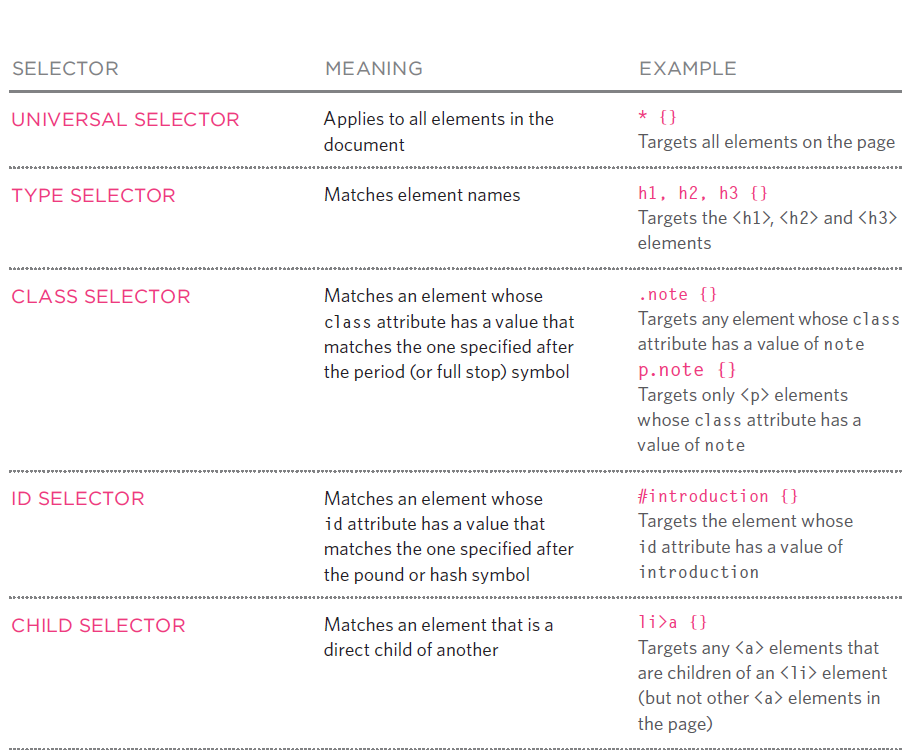 SELECTOR MEANING EXAMPLE
UNIVERSAL SELECTOR
Applies to all elements in the
document
* {}
Targets all elements on the page
TYPE SELECTOR
Matches element names
h1, h2, h3 {}
Targets the <h1>, <h2> and <h3>
elements
CLASS SELECTOR
Matches an element whose
class attribute has a value that
matches the one specified after
the period (or full stop) symbol
.note {}
Targets any element whose class
attribute has a value of note
p.note {}
Targets only <p> elements
whose class attribute has a
value of note
ID SELECTOR
Matches an element whose
id attribute has a value that
matches the one specified after
the pound or hash symbol
#introduction {}
Targets the element whose
id attribute has a value of
introduction
CHILD SELECTOR
Matches an element that is a
direct child of another
li>a {}
Targets any <a> elements that
are children of an <li> element
(but not other <a> elements in
the page)